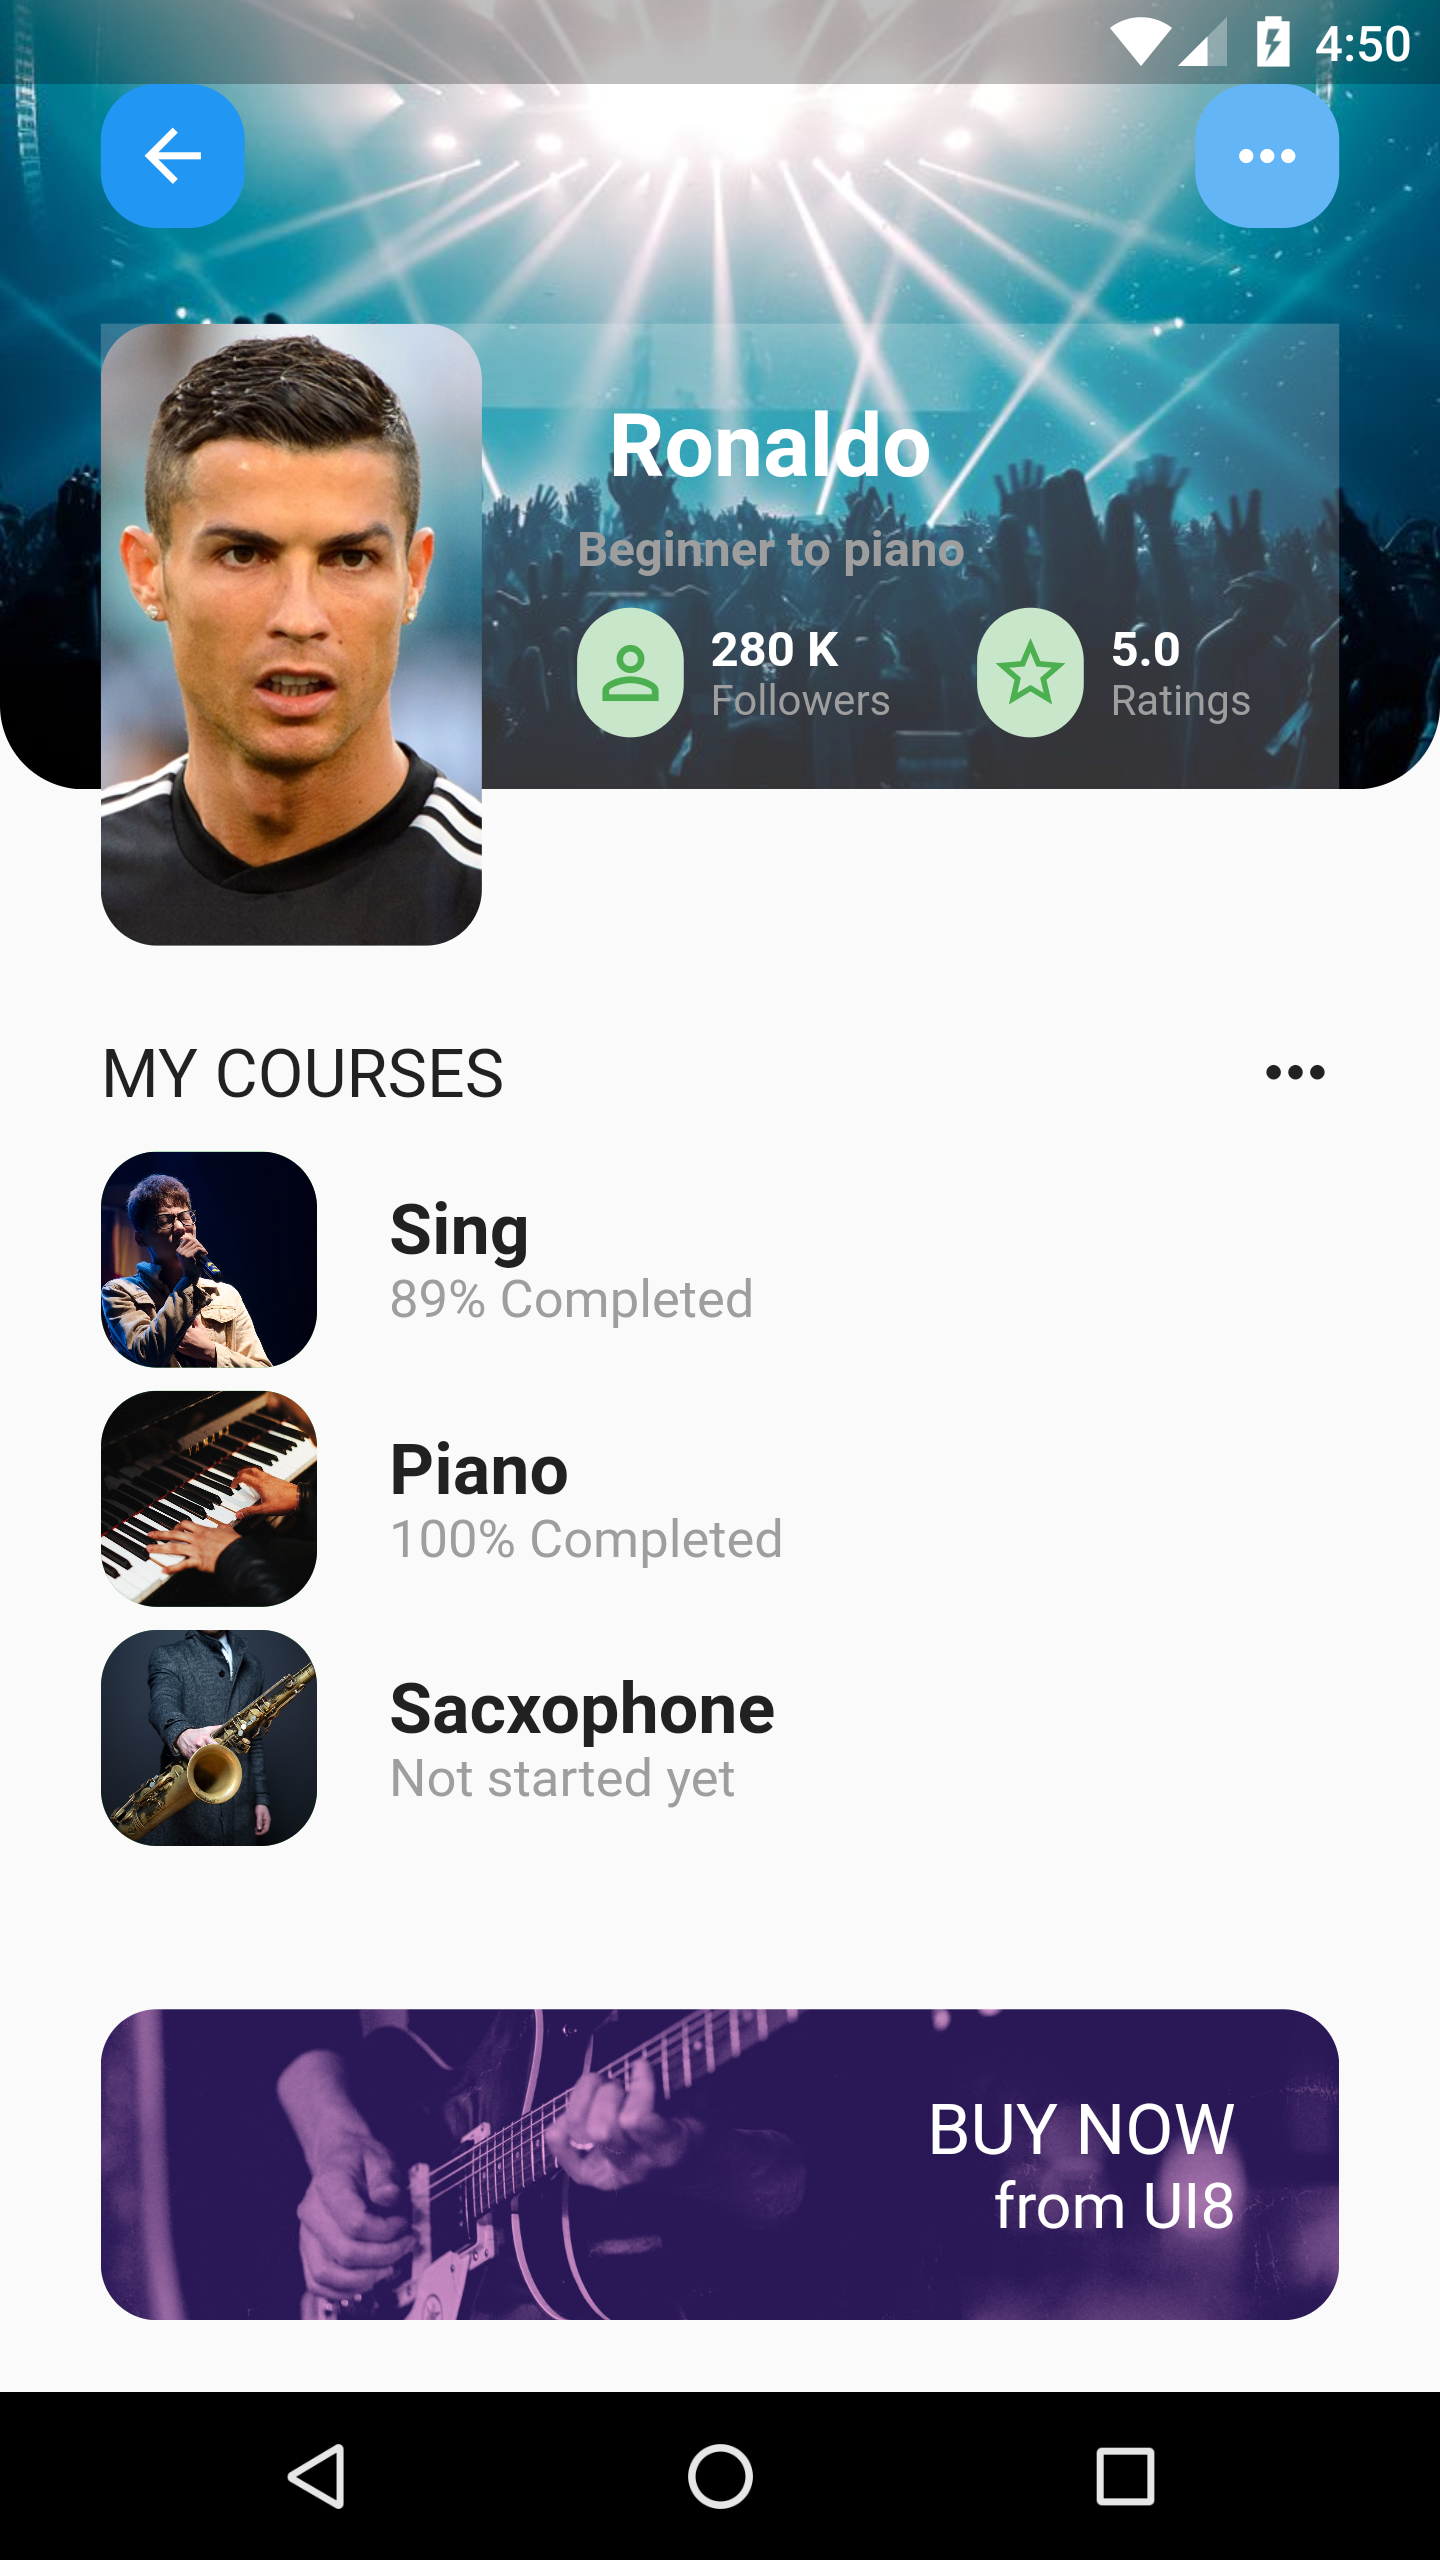 4:50
Ronaldo
Beginner to piano
280 K
Followers
5.0
Ratings
MY COURSES
Sing
89% Completed
Piano
100% Completed
Sacxophone
Not started yet
BUY NOW
from UI8